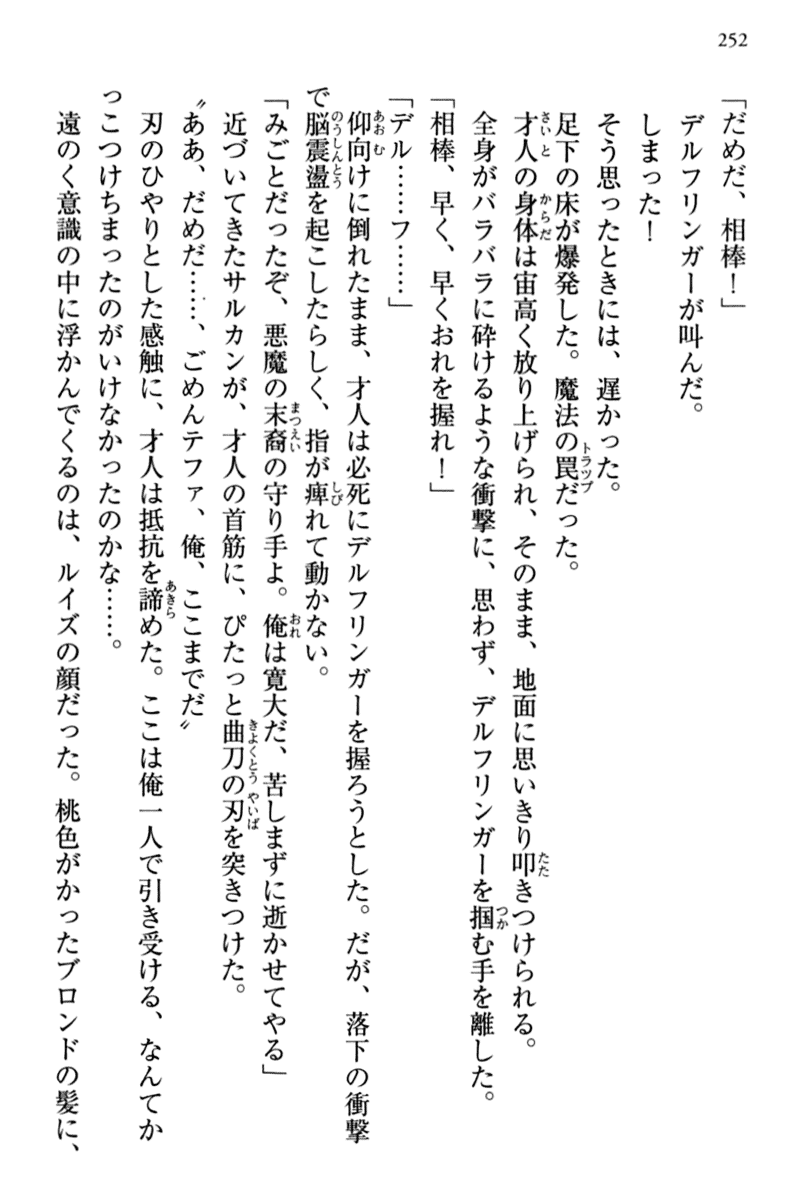 252
「だめだ、相棒！」
デルフリンガーが叫んだ。
しまった！
そう思ったときには、遅かった。
足下の床が爆発した。魔法の罠だった。
才人の身体は宙高く放り上げられ、そのまま、地面に思いきり叩きつけられる。
全身がバラバラに砕けるような衝撃に、思わず、デルフリンガーを掴む手を離した。
「相棒、早く、早くおれを握れ！」
「デル……フ……」
仰向けに倒れたまま、才人は必死にデルフリンガーを握ろうとした。だが、落下の衝撃
で脳震盪を起こしたらしく、指が痺れて動かない。
「みごとだったぞ、悪魔の末裔の守り手よ。俺は寛大だ、苦しまずに逝かせてやる」
近づいてきたサルカンが、才人の首筋に、ぴたっと曲刀の刃を突きつけた。
〝ああ、だめだ……、ごめんテファ、俺、ここまでだ〟
刃のひやりとした感触に、才人は抵抗を諦めた。ここは俺一人で引き受ける、なんてか
っこつけちまったのがいけなかったのかな……。
遠のく意識の中に浮かんでくるのは、ルイズの顔だった。桃色がかったブロンドの髪に、